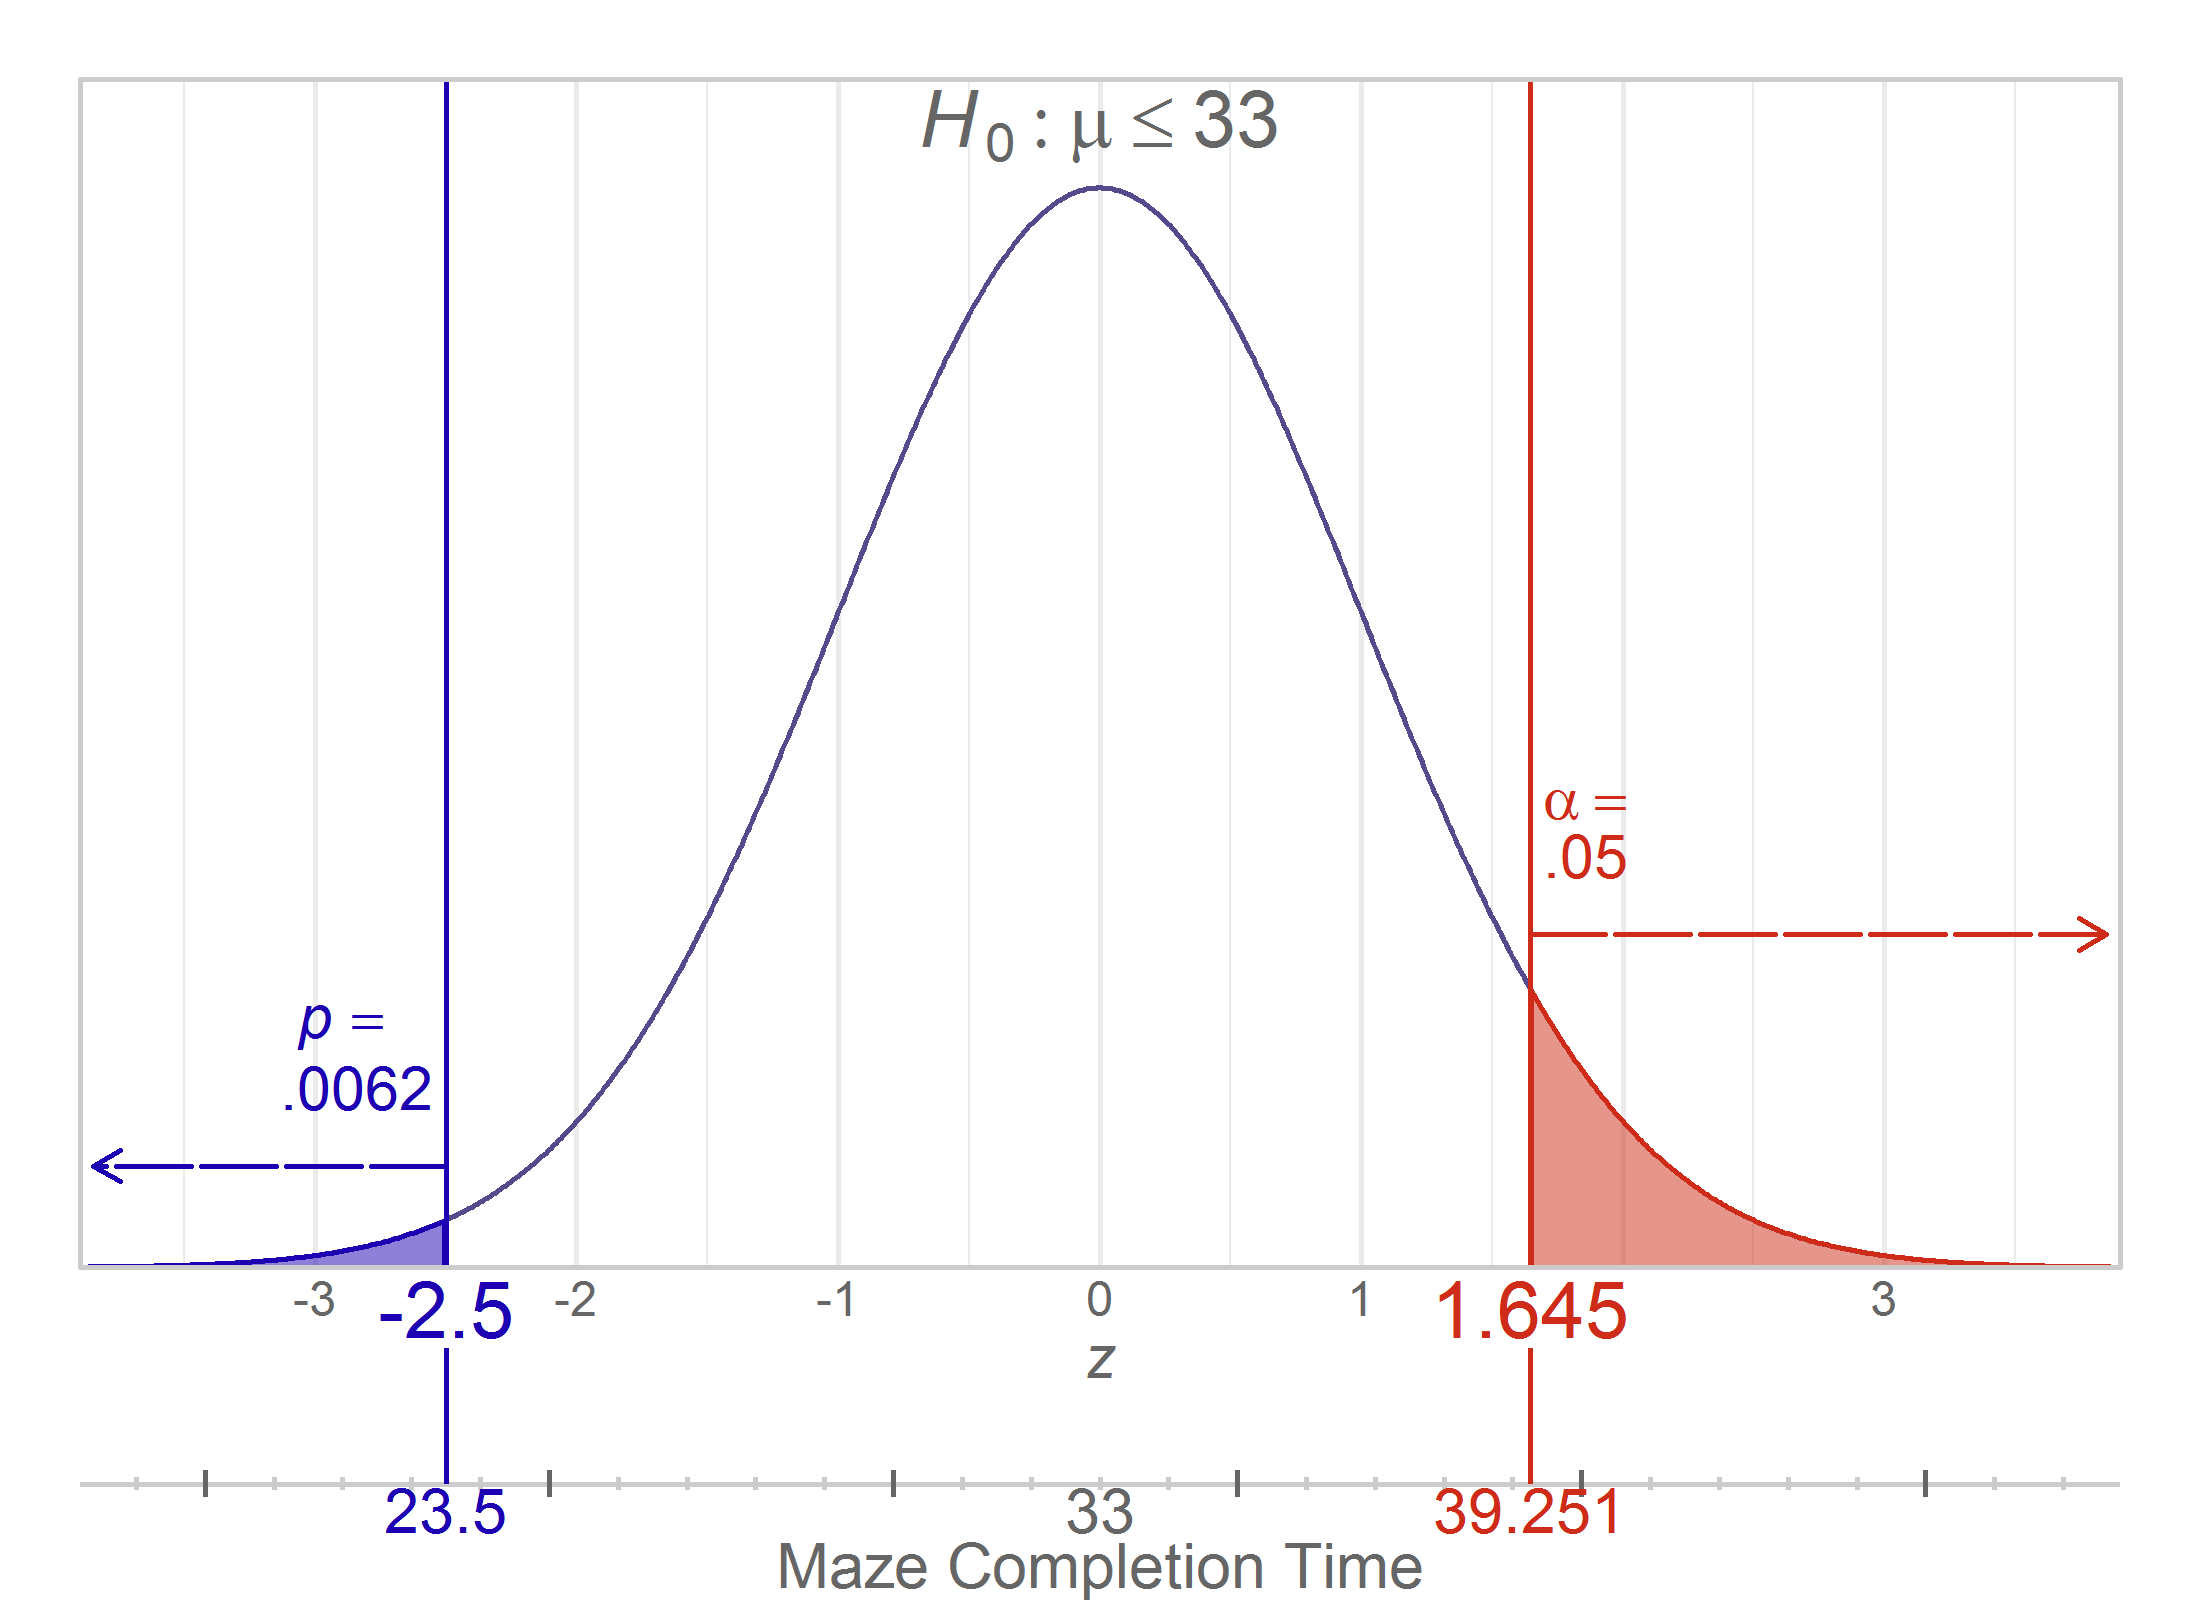 H₀ : μ ≤ 33
α =
.05
p =
.0062
-3 -2.5 -2 -1 0 1 1.645 3
z
23.5 33 39.251
Maze Completion Time